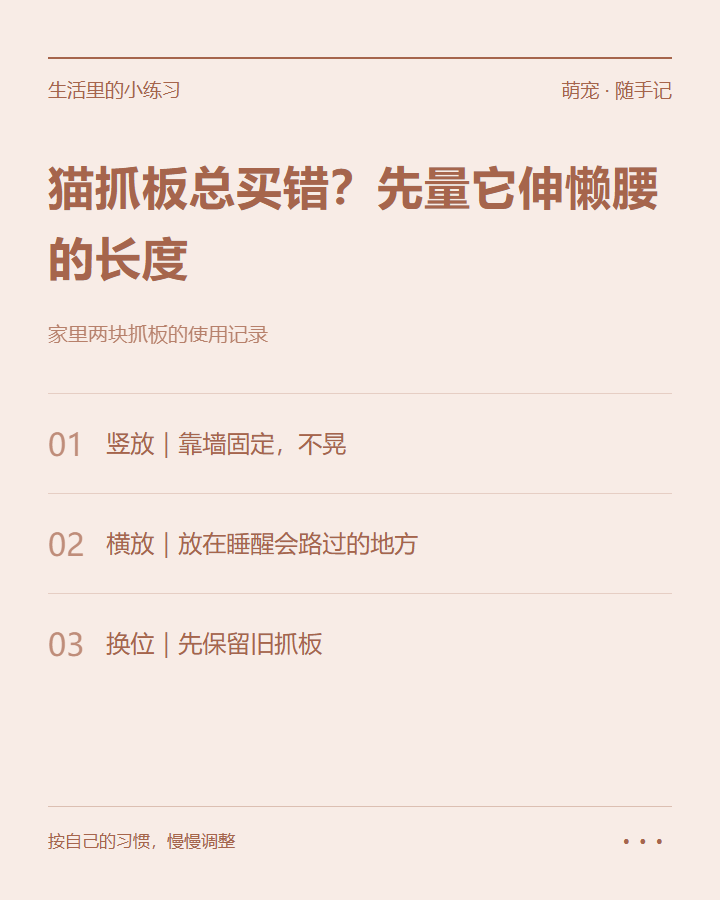 生活里的小练习
萌宠 · 随手记
猫抓板总买错？先量它伸懒腰
的长度
家里两块抓板的使用记录
01 竖放｜靠墙固定，不晃
02 横放｜放在睡醒会路过的地方
03 换位｜先保留旧抓板
按自己的习惯，慢慢调整
• • •